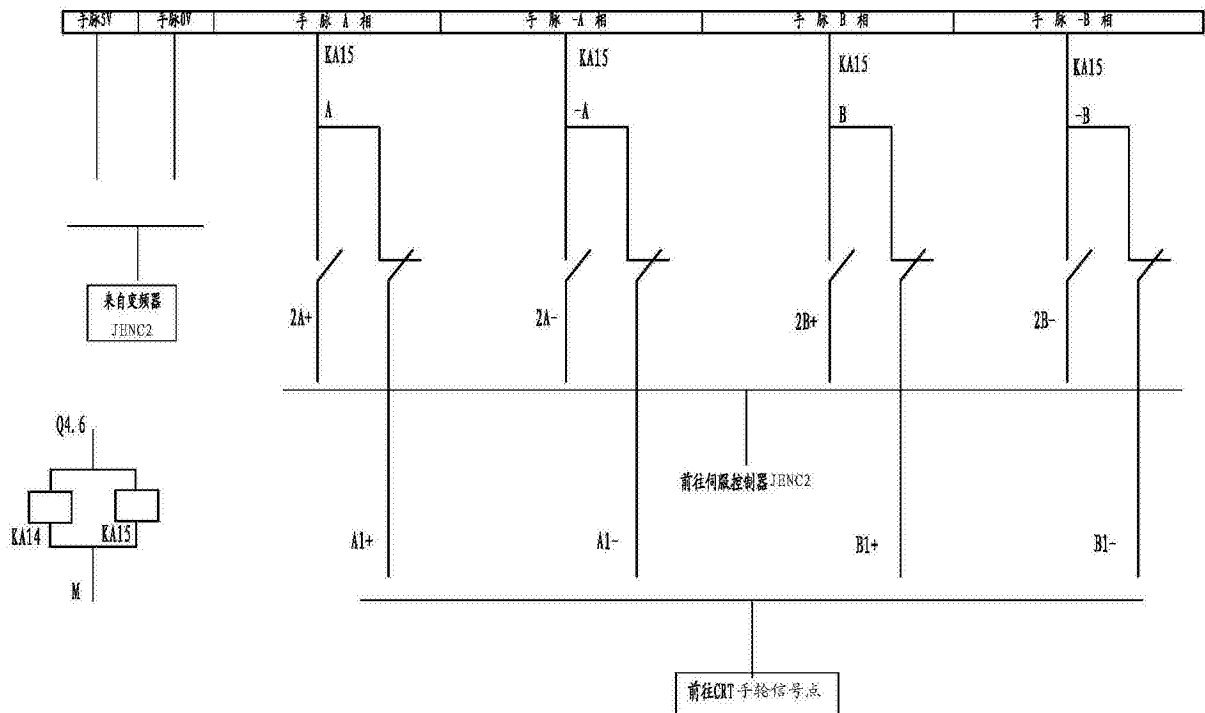 手脉5V 手脉0V 手 脉 A 相 手 脉 -A 相 手 脉 B 相 手 脉 -B 相
KA15 KA15 KA15 KA15
A -A B -B
来自变频器
JENC2
2A+ 2A- 2B+ 2B-
Q4.6
前往伺服控制器JENC2
KA14 KA15
A1+ A1- B1+ B1-
M
前往CRT手轮信号点